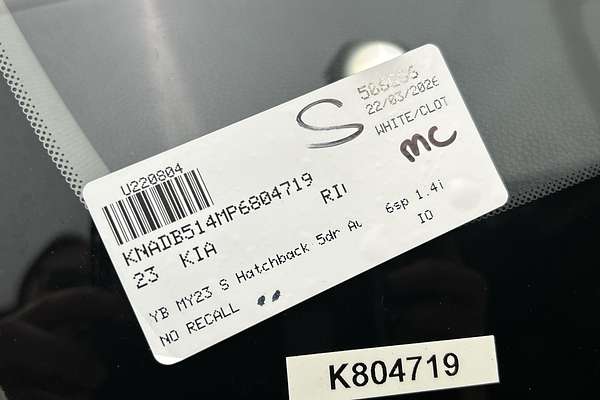 22/03/2026
WHITE/CLOT
S
MC
U220804
KNADB514MP6804719
23 KIA RI
YB MY23 S Hatchback 5dr Au 6sp 1.4i
NO RECALL IO
K804719